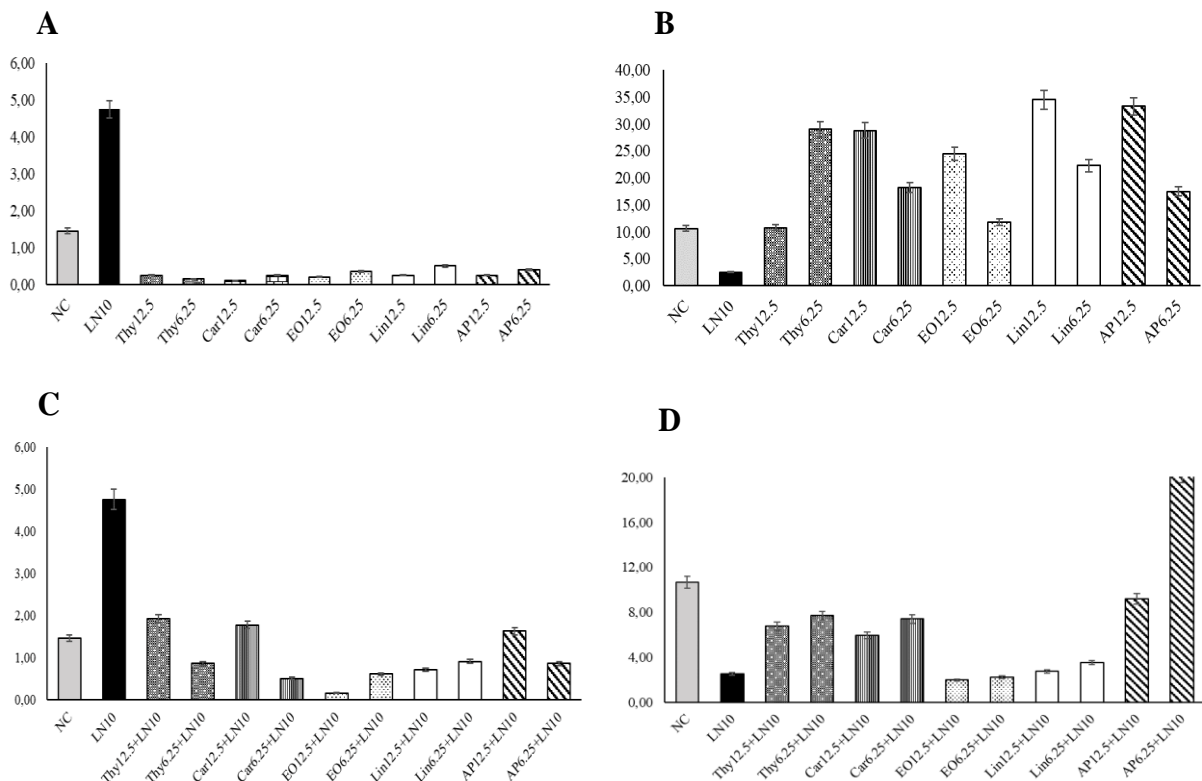 A
6,00
5,00
4,00
3,00
2,00
1,00
0,00
NC
LN10
Thy12.5
Thy6.25
Car12.5
Car6.25
EO12.5
EO6.25
Lin12.5
Lin6.25
AP12.5
AP6.25
B
40,00
35,00
30,00
25,00
20,00
15,00
10,00
5,00
0,00
NC
LN10
Thy12.5
Thy6.25
Car12.5
Car6.25
EO12.5
EO6.25
Lin12.5
Lin6.25
AP12.5
AP6.25
C
6,00
5,00
4,00
3,00
2,00
1,00
0,00
NC
LN10
Thy12.5+LN10
Thy6.25+LN10
Car12.5+LN10
Car6.25+LN10
EO12.5+LN10
EO6.25+LN10
Lin12.5+LN10
Lin6.25+LN10
AP12.5+LN10
AP6.25+LN10
D
20,00
16,00
12,00
8,00
4,00
0,00
NC
LN10
Thy12.5+LN10
Thy6.25+LN10
Car12.5+LN10
Car6.25+LN10
EO12.5+LN10
EO6.25+LN10
Lin12.5+LN10
Lin6.25+LN10
AP12.5+LN10
AP6.25+LN10